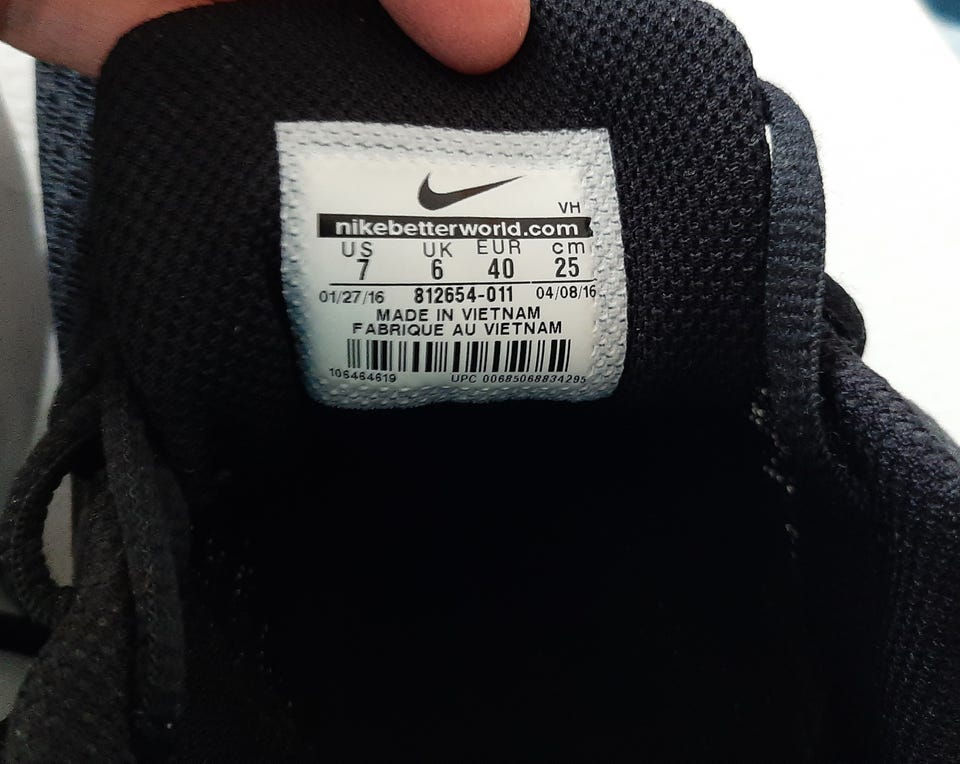 VH
nikebetterworld.com
US UK EUR cm
7 6 40 25
01/27/16 812654-011 04/08/16
MADE IN VIETNAM
FABRIQUE AU VIETNAM
106464619 UPC 00685068834295